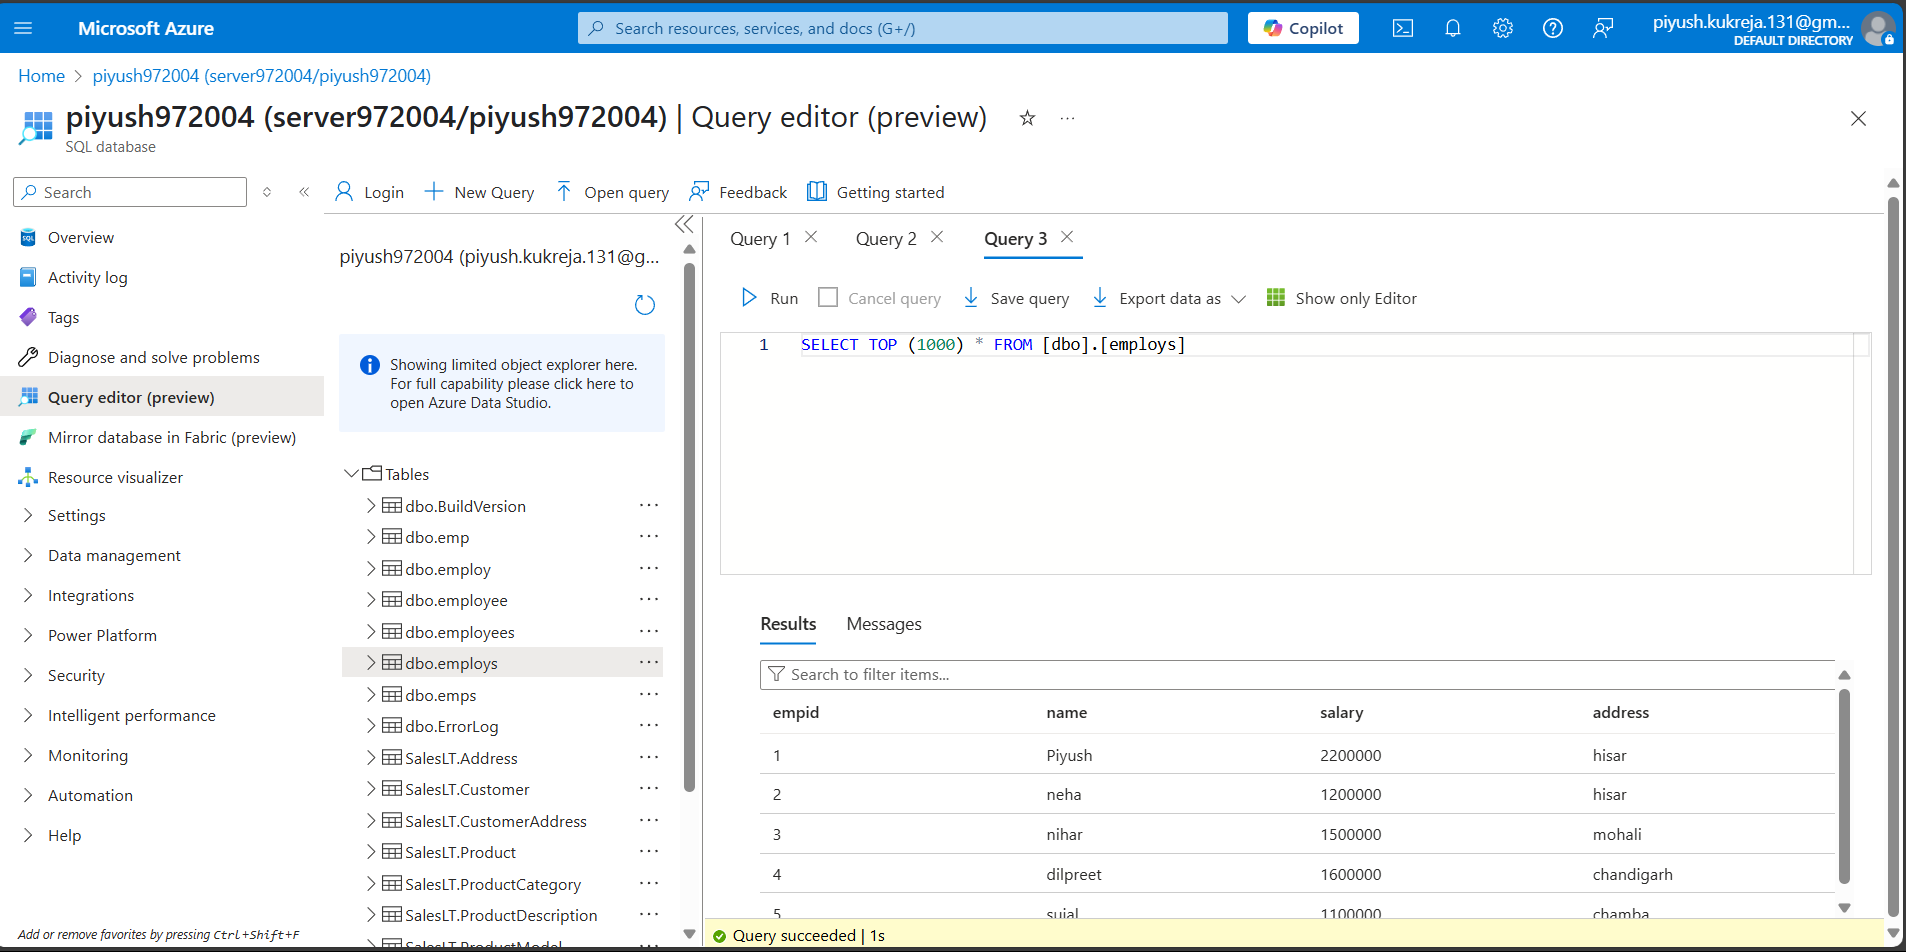 Microsoft Azure
Search resources, services, and docs (G+/)
Copilot
piyush.kukreja.131@gm...
DEFAULT DIRECTORY
Home > piyush972004 (server972004/piyush972004)
piyush972004 (server972004/piyush972004) | Query editor (preview)
SQL database
Search
Overview
Activity log
Tags
Diagnose and solve problems
Query editor (preview)
Mirror database in Fabric (preview)
Resource visualizer
Settings
Data management
Integrations
Power Platform
Security
Intelligent performance
Monitoring
Automation
Help
Add or remove favorites by pressing Ctrl+Shift+F
Login
New Query
Open query
Feedback
Getting started
piyush972004 (piyush.kukreja.131@g...
Showing limited object explorer here.
For full capability please click here to
open Azure Data Studio.
Tables
dbo.BuildVersion
dbo.emp
dbo.employ
dbo.employee
dbo.employees
dbo.employs
dbo.emps
dbo.ErrorLog
SalesLT.Address
SalesLT.Customer
SalesLT.CustomerAddress
SalesLT.Product
SalesLT.ProductCategory
SalesLT.ProductDescription
SalesLT.ProductModel
Query 1
Query 2
Query 3
Run
Cancel query
Save query
Export data as
Show only Editor
1 SELECT TOP (1000) * FROM [dbo].[employs]
Results
Messages
Search to filter items...
empid name salary address
1 Piyush 2200000 hisar
2 neha 1200000 hisar
3 nihar 1500000 mohali
4 dilpreet 1600000 chandigarh
5 sujal 1100000 chamba
Query succeeded | 1s